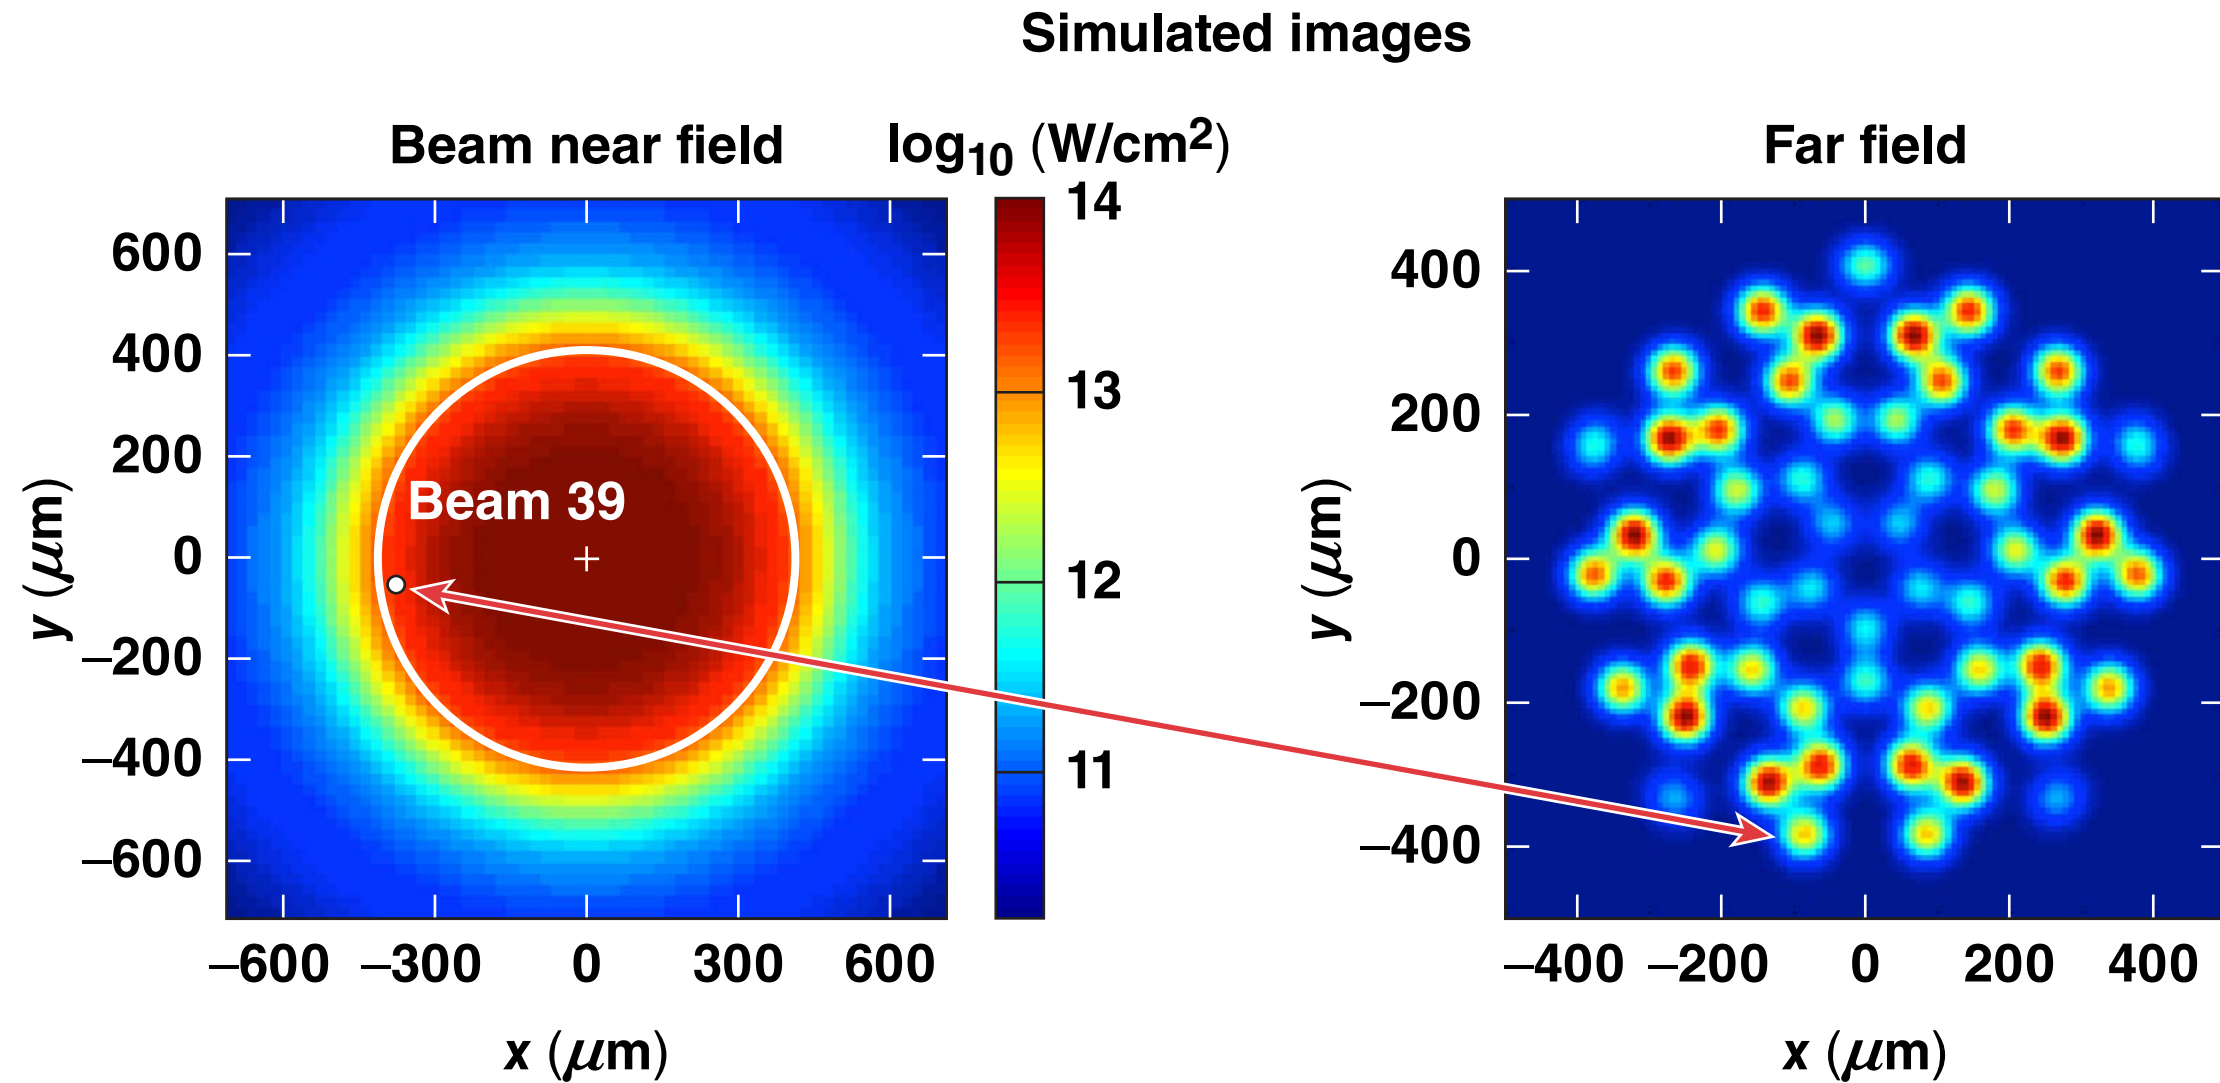 Simulated images
Beam near field
log10 (W/cm2)
Far field
600
400
200
0
–200
–400
–600
y (μm)
–600 –300 0 300 600
x (μm)
Beam 39
14
13
12
11
400
200
0
–200
–400
y (μm)
–400 –200 0 200 400
x (μm)